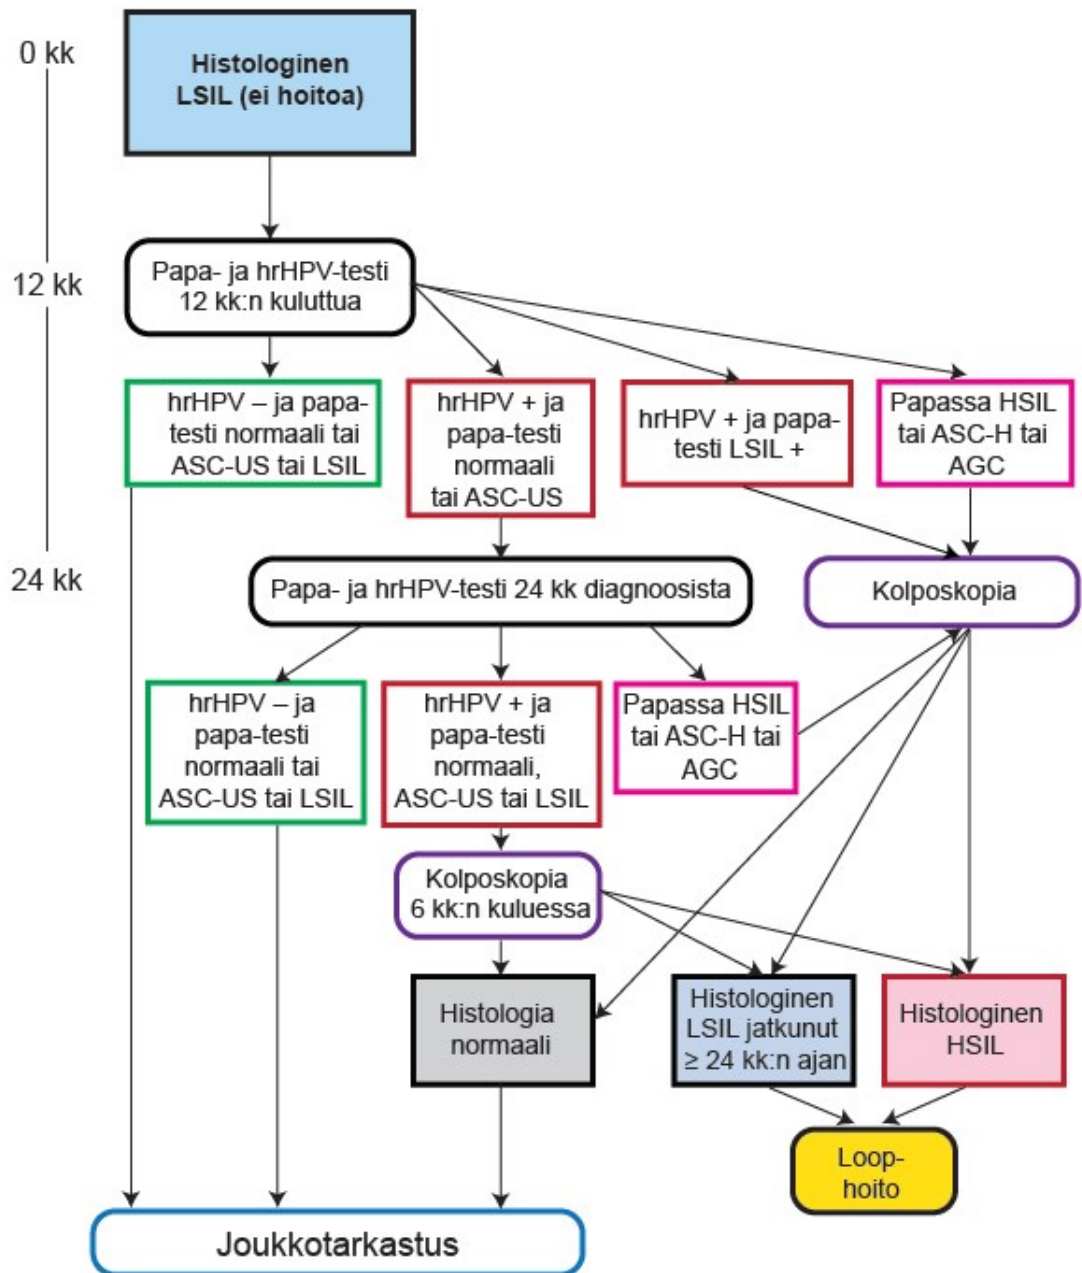 0 kk
Histologinen
LSIL (ei hoitoa)
12 kk
Papa- ja hrHPV-testi
12 kk:n kuluttua
hrHPV – ja papa-
testi normaali tai
ASC-US tai LSIL
hrHPV + ja
papa-testi
normaali
tai ASC-US
hrHPV + ja papa-
testi LSIL +
Papassa HSIL
tai ASC-H tai
AGC
24 kk
Papa- ja hrHPV-testi 24 kk diagnoosista
Kolposkopia
hrHPV – ja
papa-testi
normaali tai
ASC-US tai LSIL
hrHPV + ja
papa-testi
normaali,
ASC-US tai LSIL
Papassa HSIL
tai ASC-H tai
AGC
Kolposkopia
6 kk:n kuluessa
Histologia
normaali
Histologinen
LSIL jatkunut
≥ 24 kk:n ajan
Histologinen
HSIL
Loop-
hoito
Joukkotarkastus